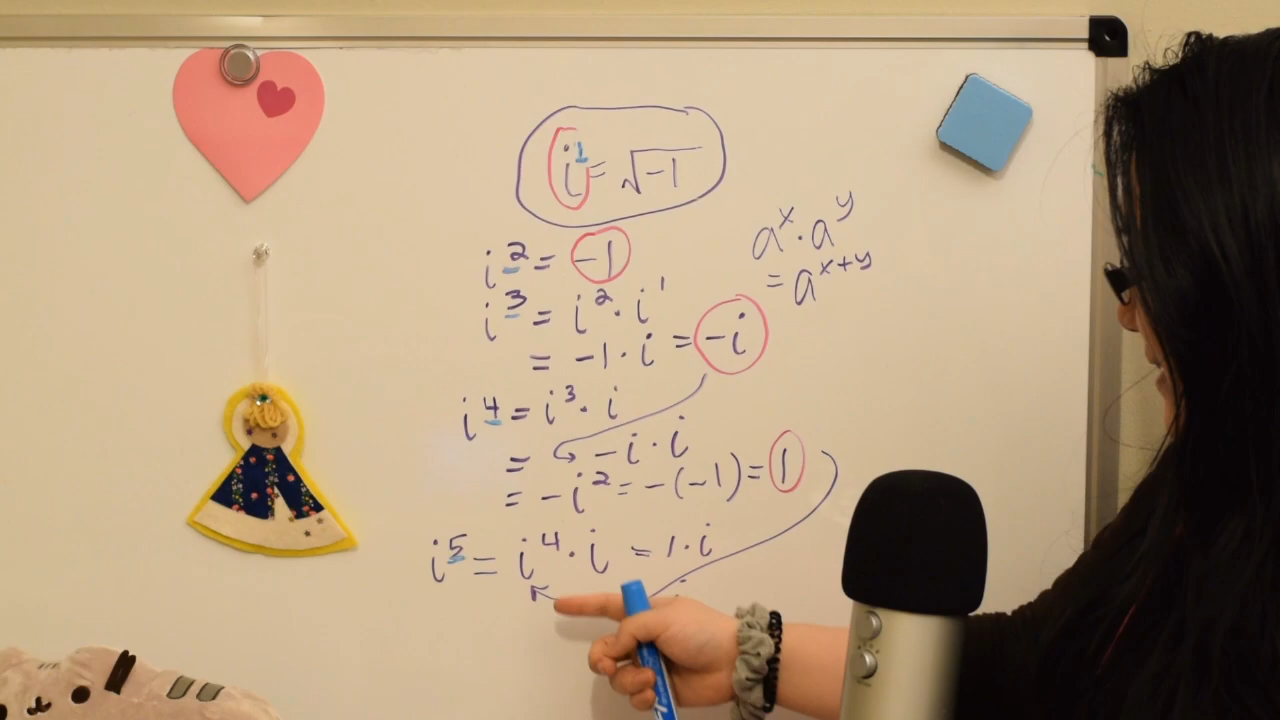 i¹ = √-1
i² = -1
aˣ · aʸ
= aˣ⁺ʸ
i³ = i² · i¹
= -1 · i = -i
i⁴ = i³ · i
= -i · i
= -i² = -(-1) = 1
i⁵ = i⁴ · i = 1 · i